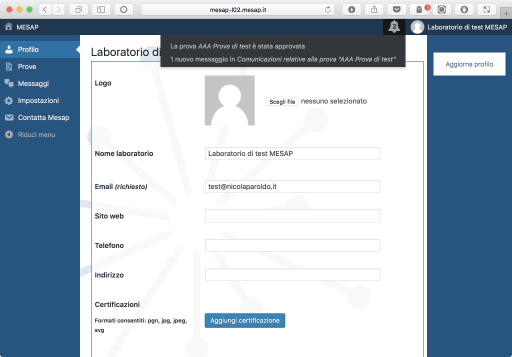 mesap-l02.mesap.it
MESAP
2
Laboratorio di test MESAP
Profilo
Prove
Messaggi
Impostazioni
Contatta Mesap
Riduci menu
Laboratorio di
La prova AAA Prova di test è stata approvata
1 nuovo messaggio in Comunicazioni relative alla prova "AAA Prova di test"
Aggiorna profilo
Logo
Scegli file nessuno selezionato
Nome laboratorio
Laboratorio di test MESAP
Email (richiesto)
test@nicolaparoldo.it
Sito web
Telefono
Indirizzo
Certificazioni
Formati consentiti: pgn, jpg, jpeg,
svg
Aggiungi certificazione